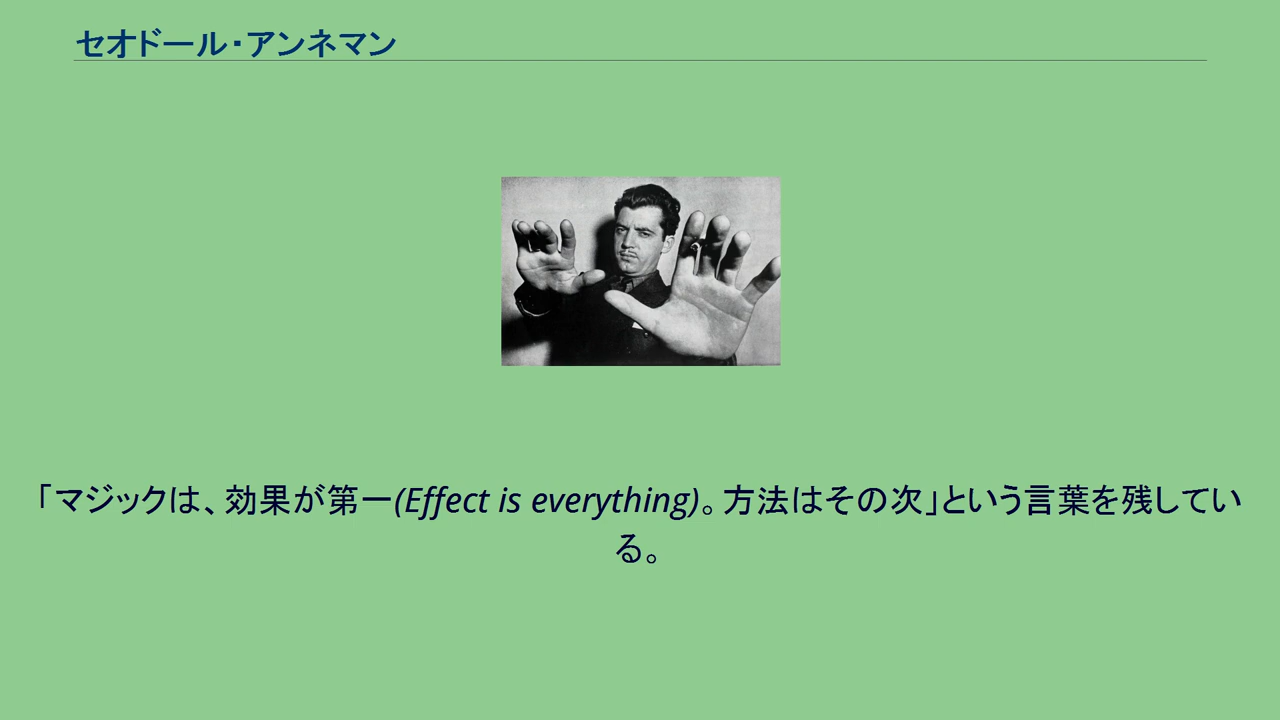 セオドール・アンネマン
「マジックは、効果が第一(Effect is everything)。方法はその次」という言葉を残してい
る。